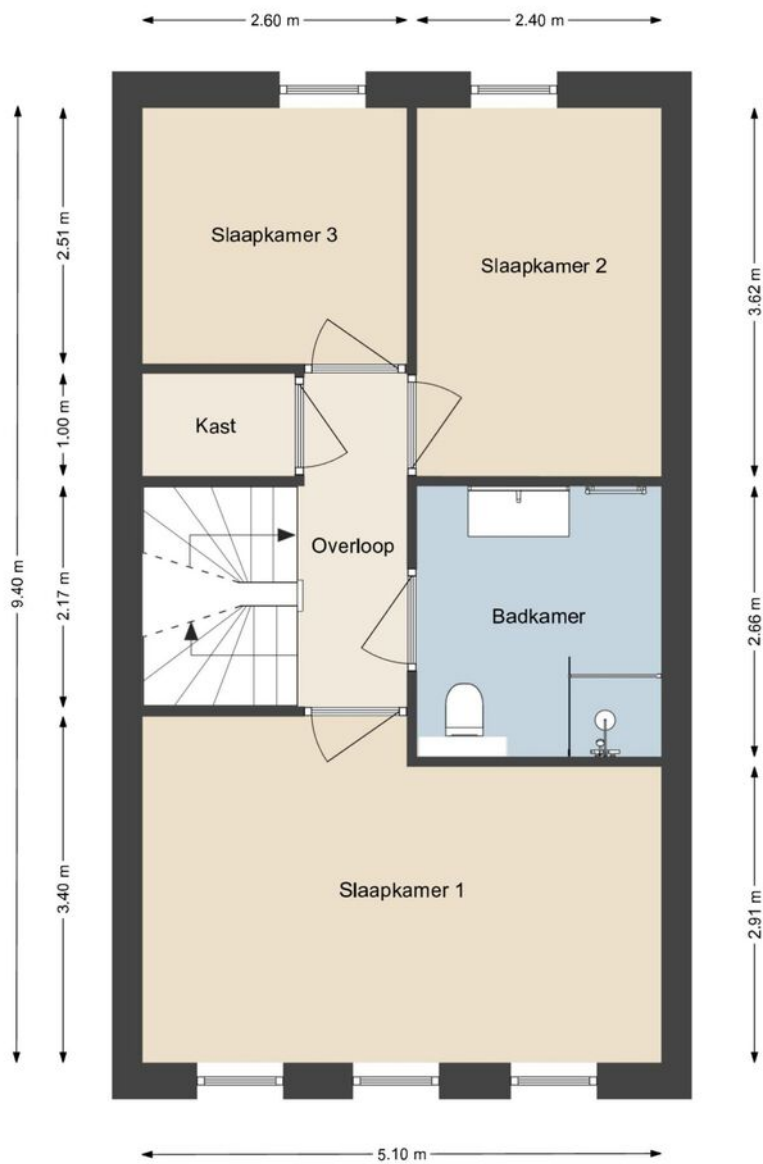 2.60 m
2.40 m
Slaapkamer 3
Slaapkamer 2
2.51 m
3.62 m
Kast
1.00 m
Overloop
9.40 m
2.17 m
Badkamer
2.66 m
3.40 m
Slaapkamer 1
2.91 m
5.10 m